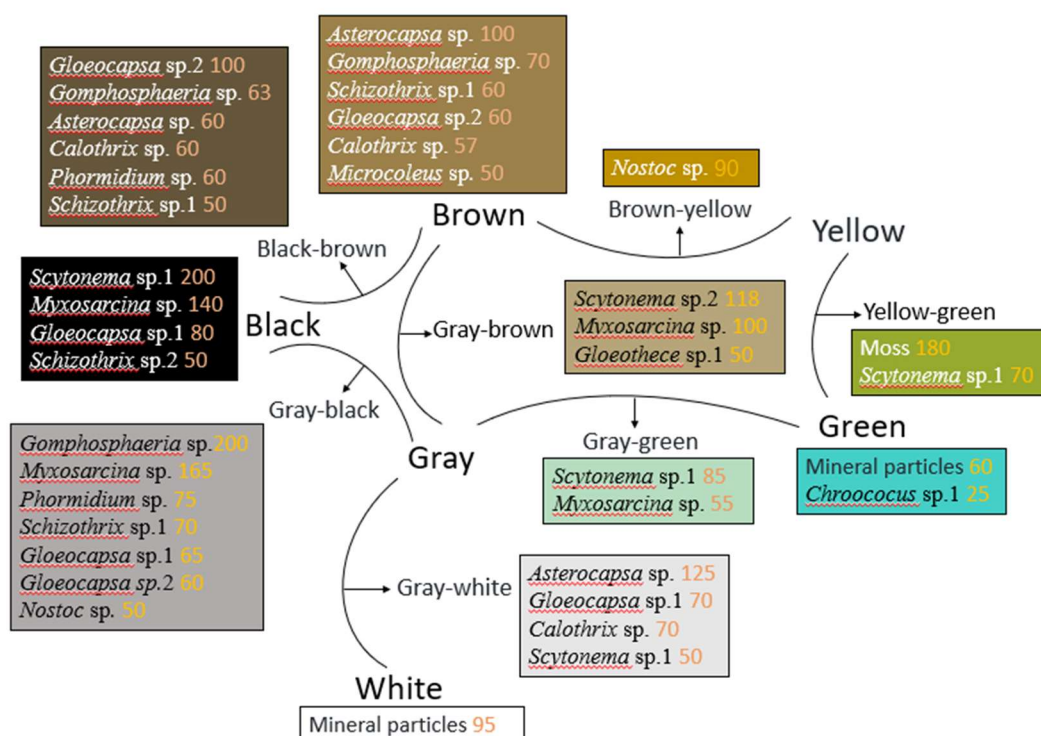 Gloeocapsa sp.2 100
Gomphosphaeria sp. 63
Asterocapsa sp. 60
Calothrix sp. 60
Phormidium sp. 60
Schizothrix sp.1 50
Asterocapsa sp. 100
Gomphosphaeria sp. 70
Schizothrix sp.1 60
Gloeocapsa sp.2 60
Calothrix sp. 57
Microcoleus sp. 50
Nostoc sp. 90
Brown
Brown-yellow
Yellow
Black-brown
Scytonema sp.1 200
Myxosarcina sp. 140
Gloeocapsa sp.1 80
Schizothrix sp.2 50
Black
Gray-brown
Scytonema sp.2 118
Myxosarcina sp. 100
Gloeothece sp.1 50
Yellow-green
Moss 180
Scytonema sp.1 70
Gray-black
Gomphosphaeria sp.200
Myxosarcina sp. 165
Phormidium sp. 75
Schizothrix sp.1 70
Gloeocapsa sp.1 65
Gloeocapsa sp.2 60
Nostoc sp. 50
Gray
Gray-green
Scytonema sp.1 85
Myxosarcina sp. 55
Green
Mineral particles 60
Chroococus sp.1 25
Gray-white
Asterocapsa sp. 125
Gloeocapsa sp.1 70
Calothrix sp. 70
Scytonema sp.1 50
White
Mineral particles 95